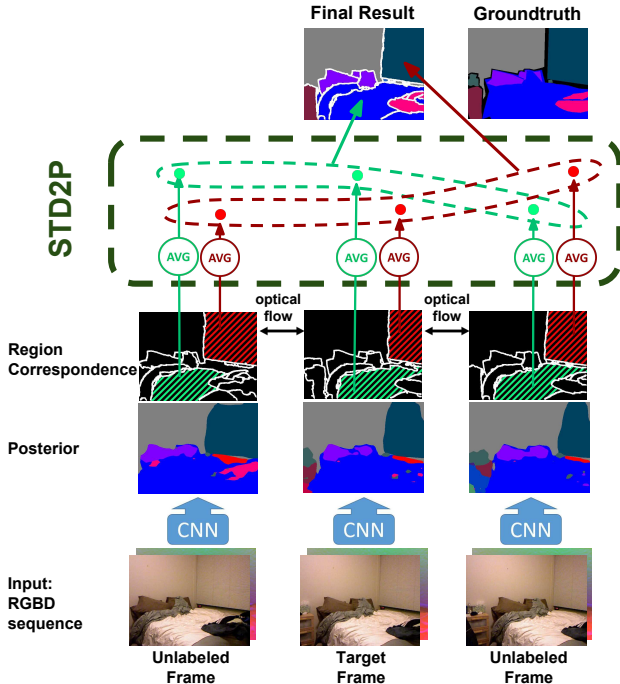 Final Result
Groundtruth
STD2P
AVG
AVG
AVG
AVG
AVG
AVG
optical
flow
optical
flow
Region
Correspondence
Posterior
CNN
CNN
CNN
Input:
RGBD
sequence
Unlabeled
Frame
Target
Frame
Unlabeled
Frame